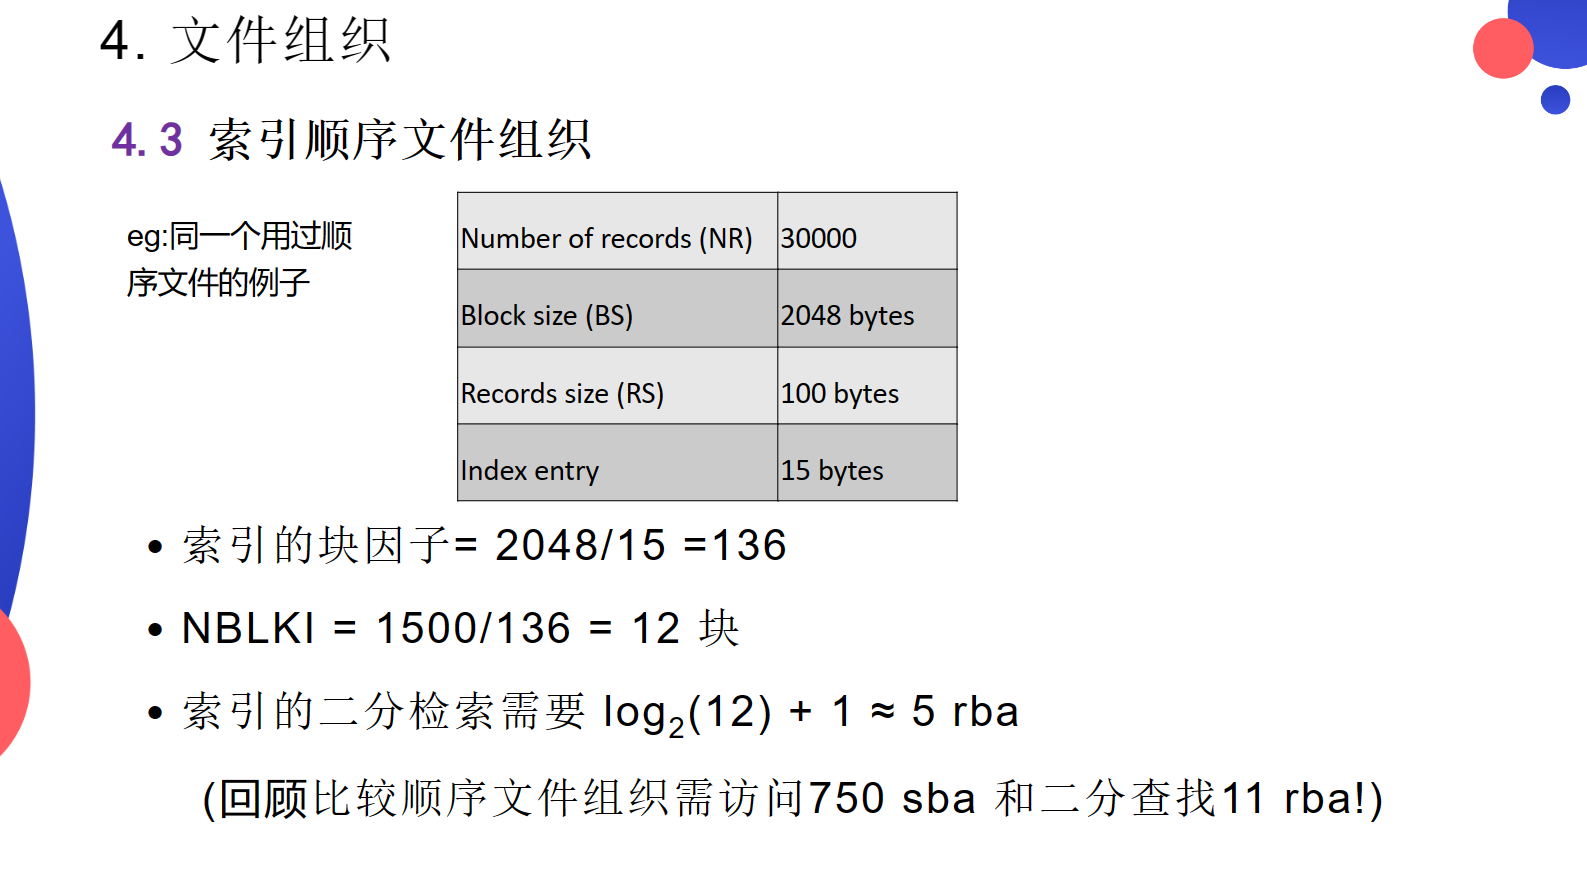 4. 文件组织
4.3 索引顺序文件组织
eg:同一个用过顺
序文件的例子
Number of records (NR) 30000
Block size (BS) 2048 bytes
Records size (RS) 100 bytes
Index entry 15 bytes
• 索引的块因子= 2048/15 =136
• NBLKI = 1500/136 = 12 块
• 索引的二分检索需要 log₂(12) + 1 ≈ 5 rba
(回顾比较顺序文件组织需访问750 sba 和二分查找11 rba!)